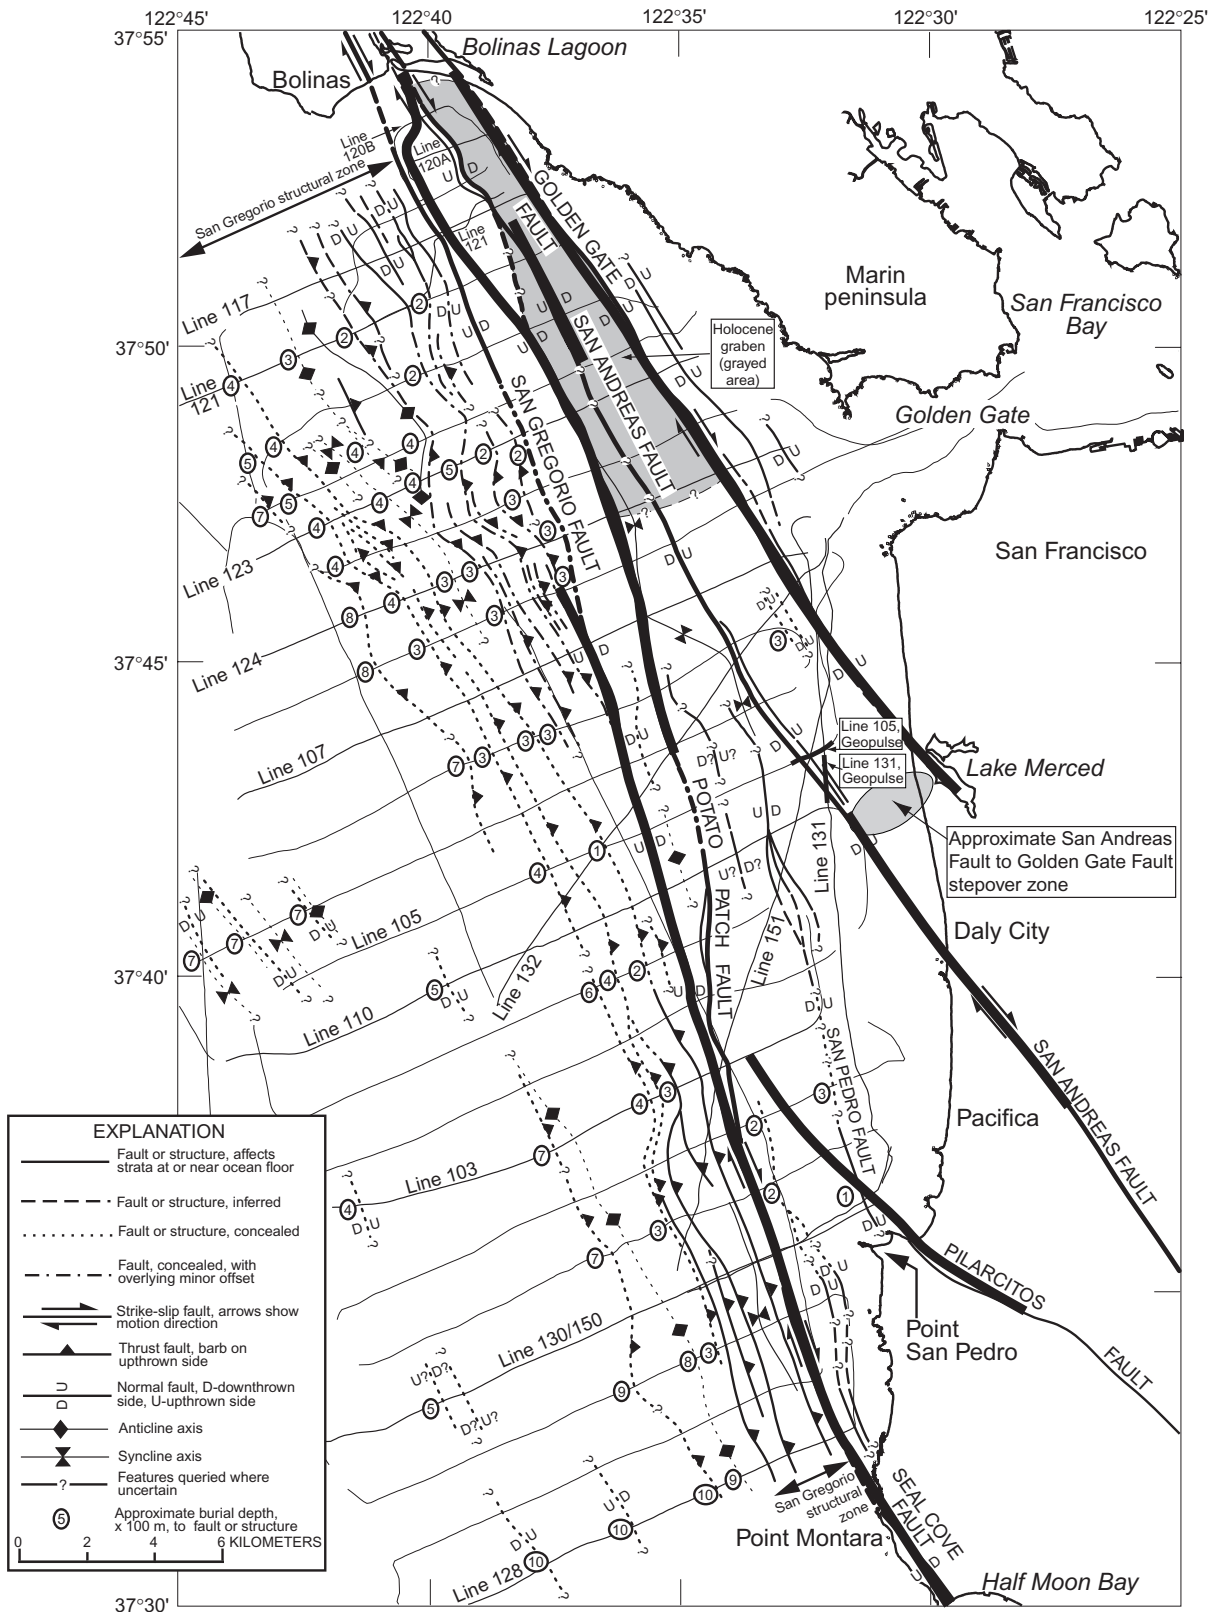 122°45'
122°40'
122°35'
122°30'
122°25'
37°55'
Bolinas Lagoon
Bolinas
Line
120B
Line
120A
San Gregorio structural zone
GOLDEN GATE
FAULT
Line
121
Marin
peninsula
San Francisco
Bay
Line 117
37°50'
Holocene
graben
(grayed
area)
SAN ANDREAS FAULT
Line
121
SAN GREGORIO FAULT
Golden Gate
San Francisco
Line 123
37°45'
Line 124
Line 107
Line 105,
Geopulse
Line 131,
Geopulse
Lake Merced
POTATO
PATCH FAULT
Line 131
Approximate San Andreas
Fault to Golden Gate Fault
stepover zone
Line 105
Line 132
Line 151
Daly City
37°40'
Line 110
SAN PEDRO FAULT
SAN ANDREAS FAULT
Pacifica
Line 103
PILARCITOS
FAULT
Line 130/150
Point
San Pedro
San Gregorio
structural
zone
Point Montara
SEAL COVE
FAULT
Line 128
Half Moon Bay
37°30'
EXPLANATION
Fault or structure, affects
strata at or near ocean floor
Fault or structure, inferred
Fault or structure, concealed
Fault, concealed, with
overlying minor offset
Strike-slip fault, arrows show
motion direction
Thrust fault, barb on
upthrown side
U
D
Normal fault, D-downthrown
side, U-upthrown side
Anticline axis
Syncline axis
?
Features queried where
uncertain
5
Approximate burial depth,
x 100 m, to fault or structure
0 2 4 6 KILOMETERS